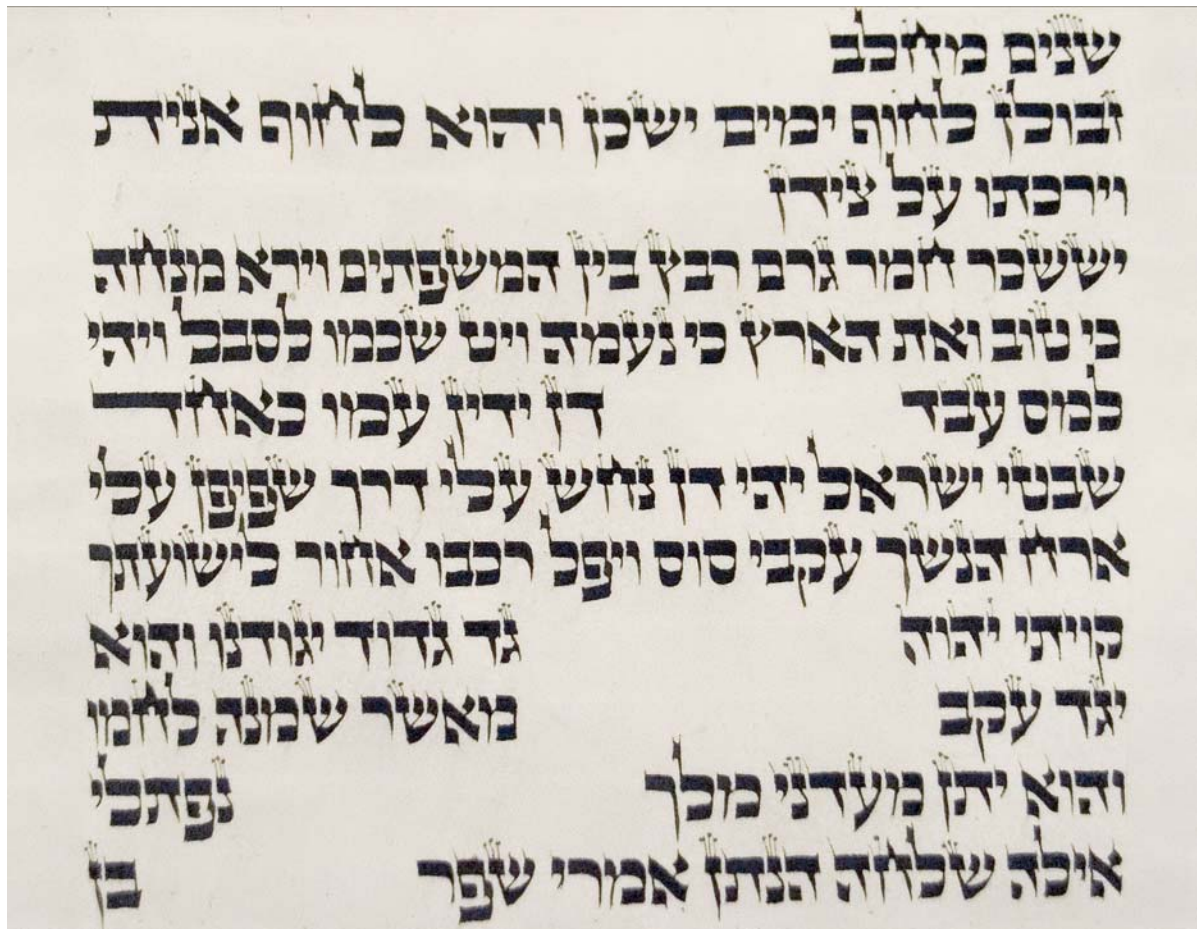 שנים מחלב
זבולן לחוף ימים ישכן והוא לחוף אנית
וירכתו על צידן
יששכר חמר גרם רבץ בין המשפתים וירא מנחה
כי טוב ואת הארץ כי נעמה ויט שכמו לסבל ויהי
למס עבד דן ידין עמו כאחד
שבטי ישראל יהי דן נחש עלי דרך שפיפן עלי
ארח הנשך עקבי סוס ויפל רכבו אחור לישועתך
קויתי יהוה גד גדוד יגודנו והוא
יגד עקב מאשר שמנה לחמו
והוא יתן מעדני מלך נפתלי
אילה שלחה הנתן אמרי שפר בן